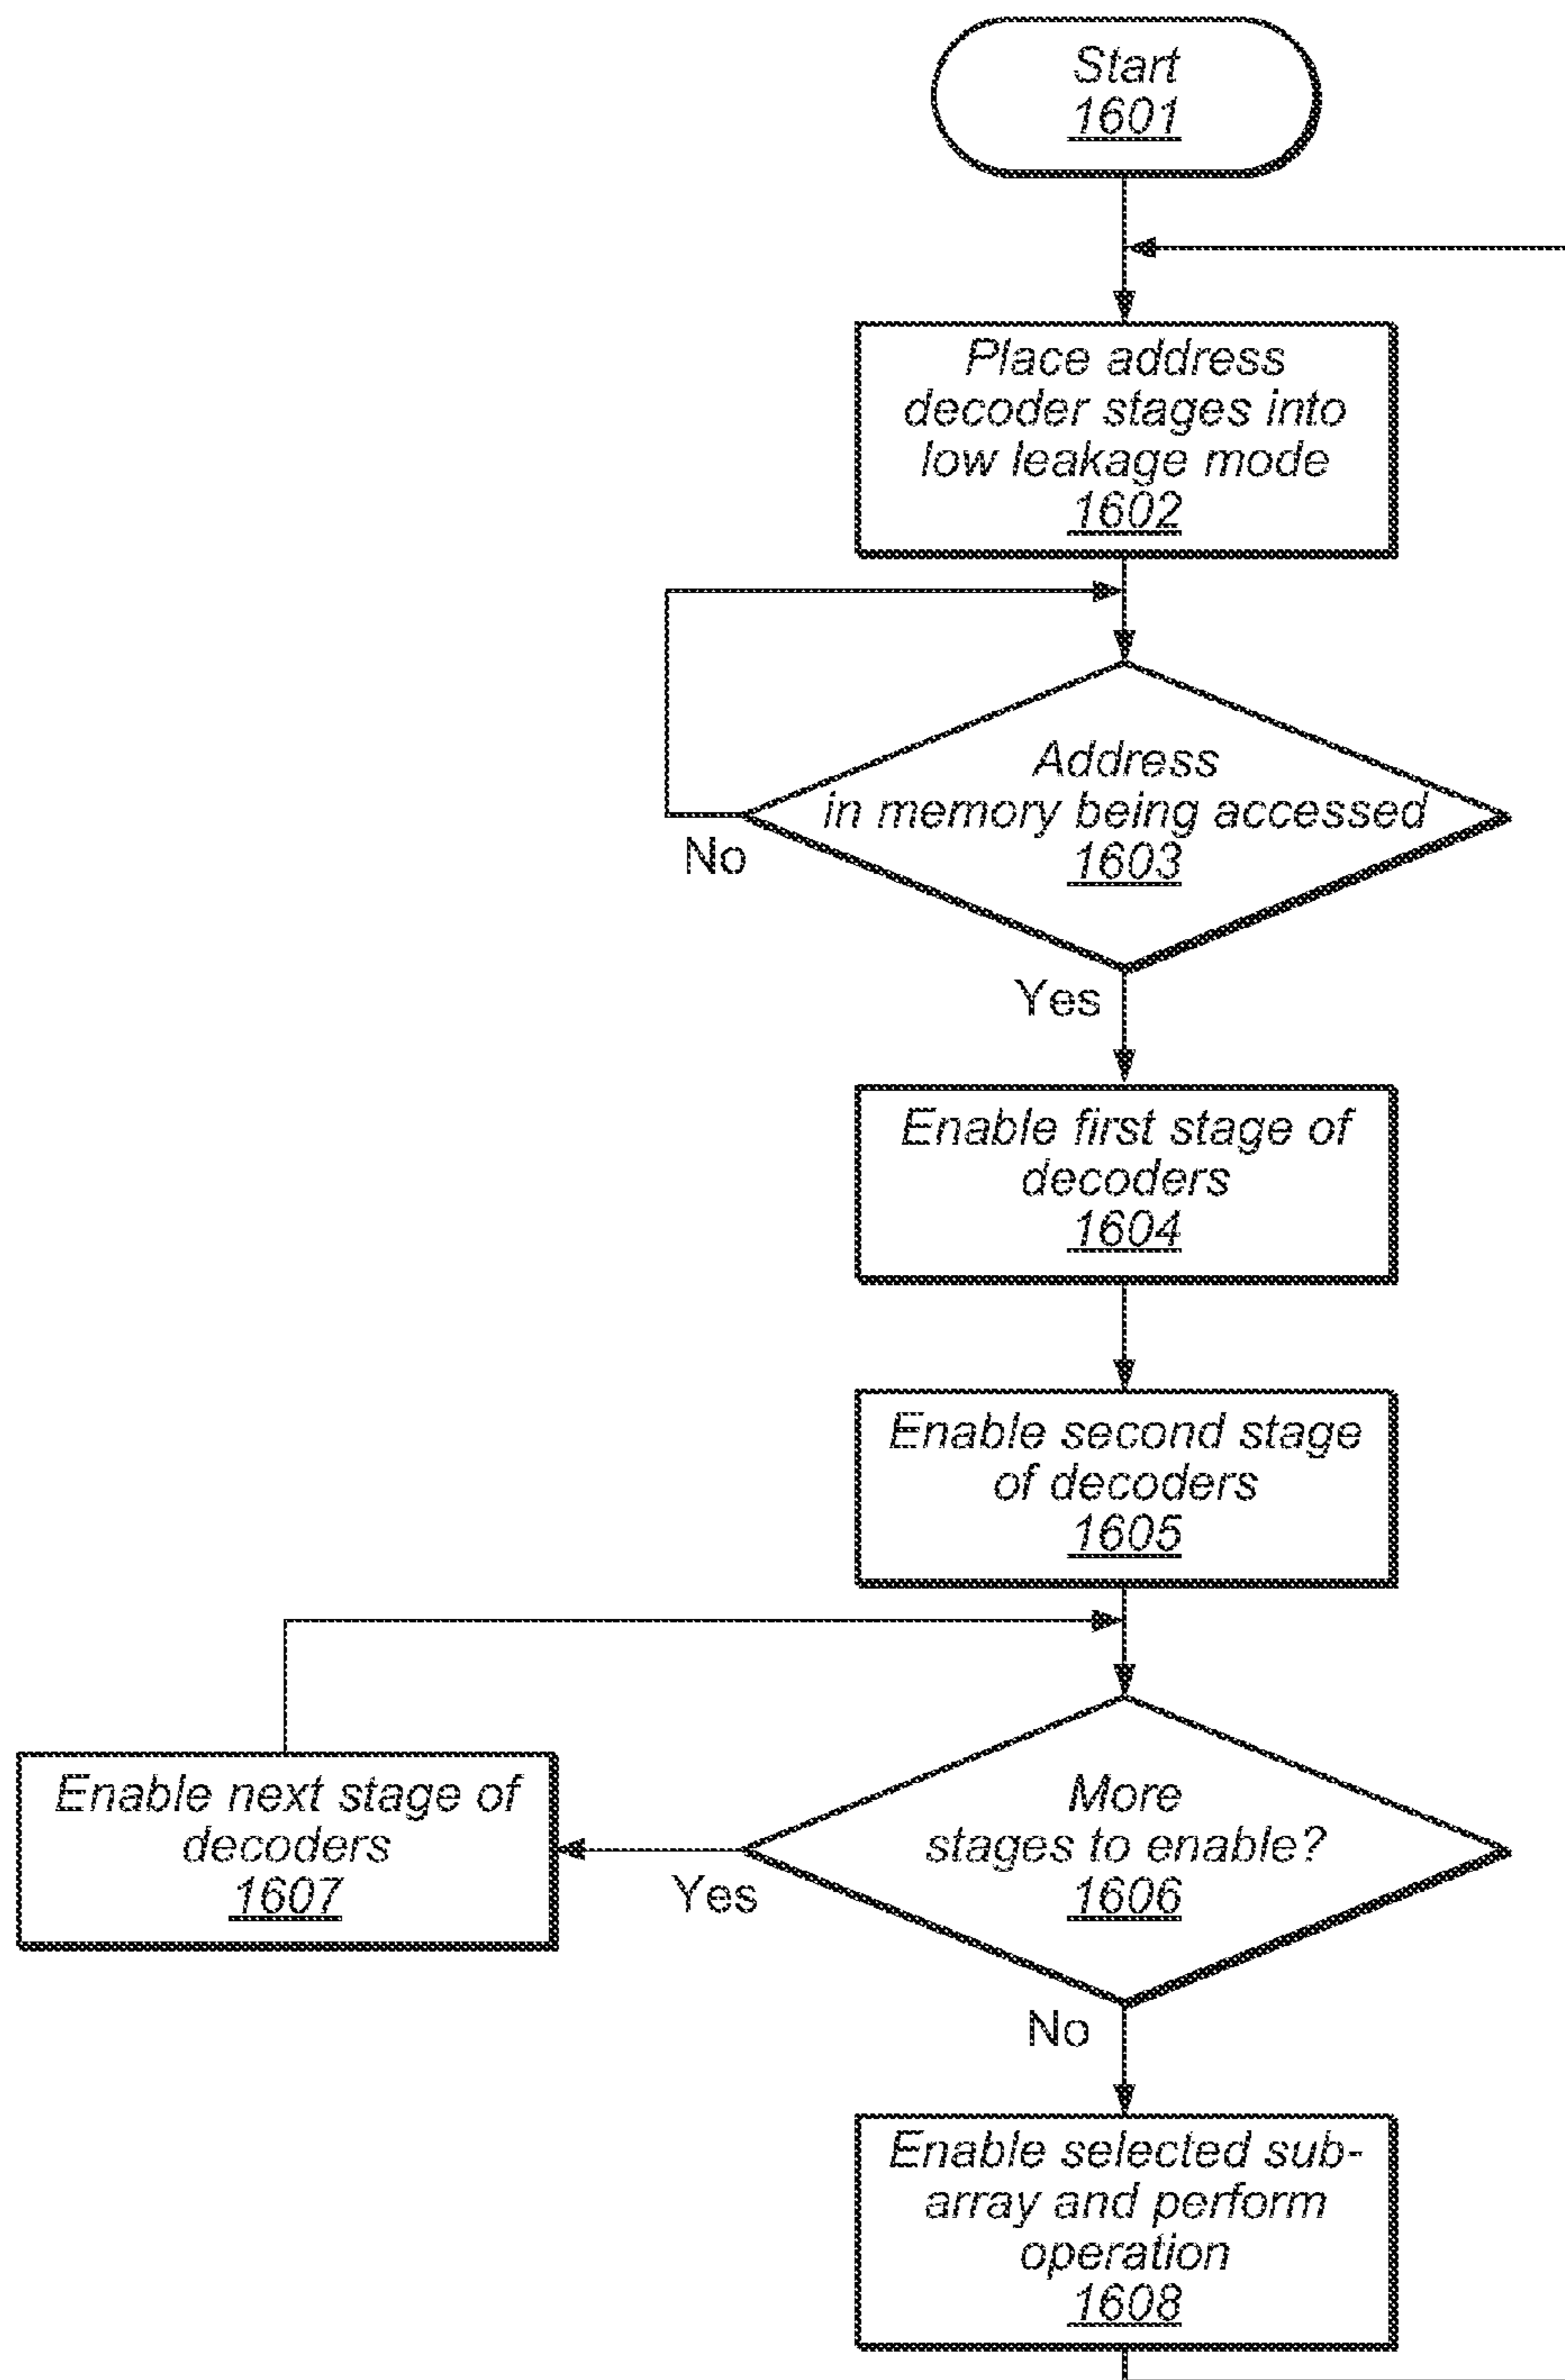 Start
1601
Place address
decoder stages into
low leakage mode
1602
Address
in memory being accessed
1603
No
Yes
Enable first stage of
decoders
1604
Enable second stage
of decoders
1605
More
stages to enable?
1606
Yes
Enable next stage of
decoders
1607
No
Enable selected sub-
array and perform
operation
1608